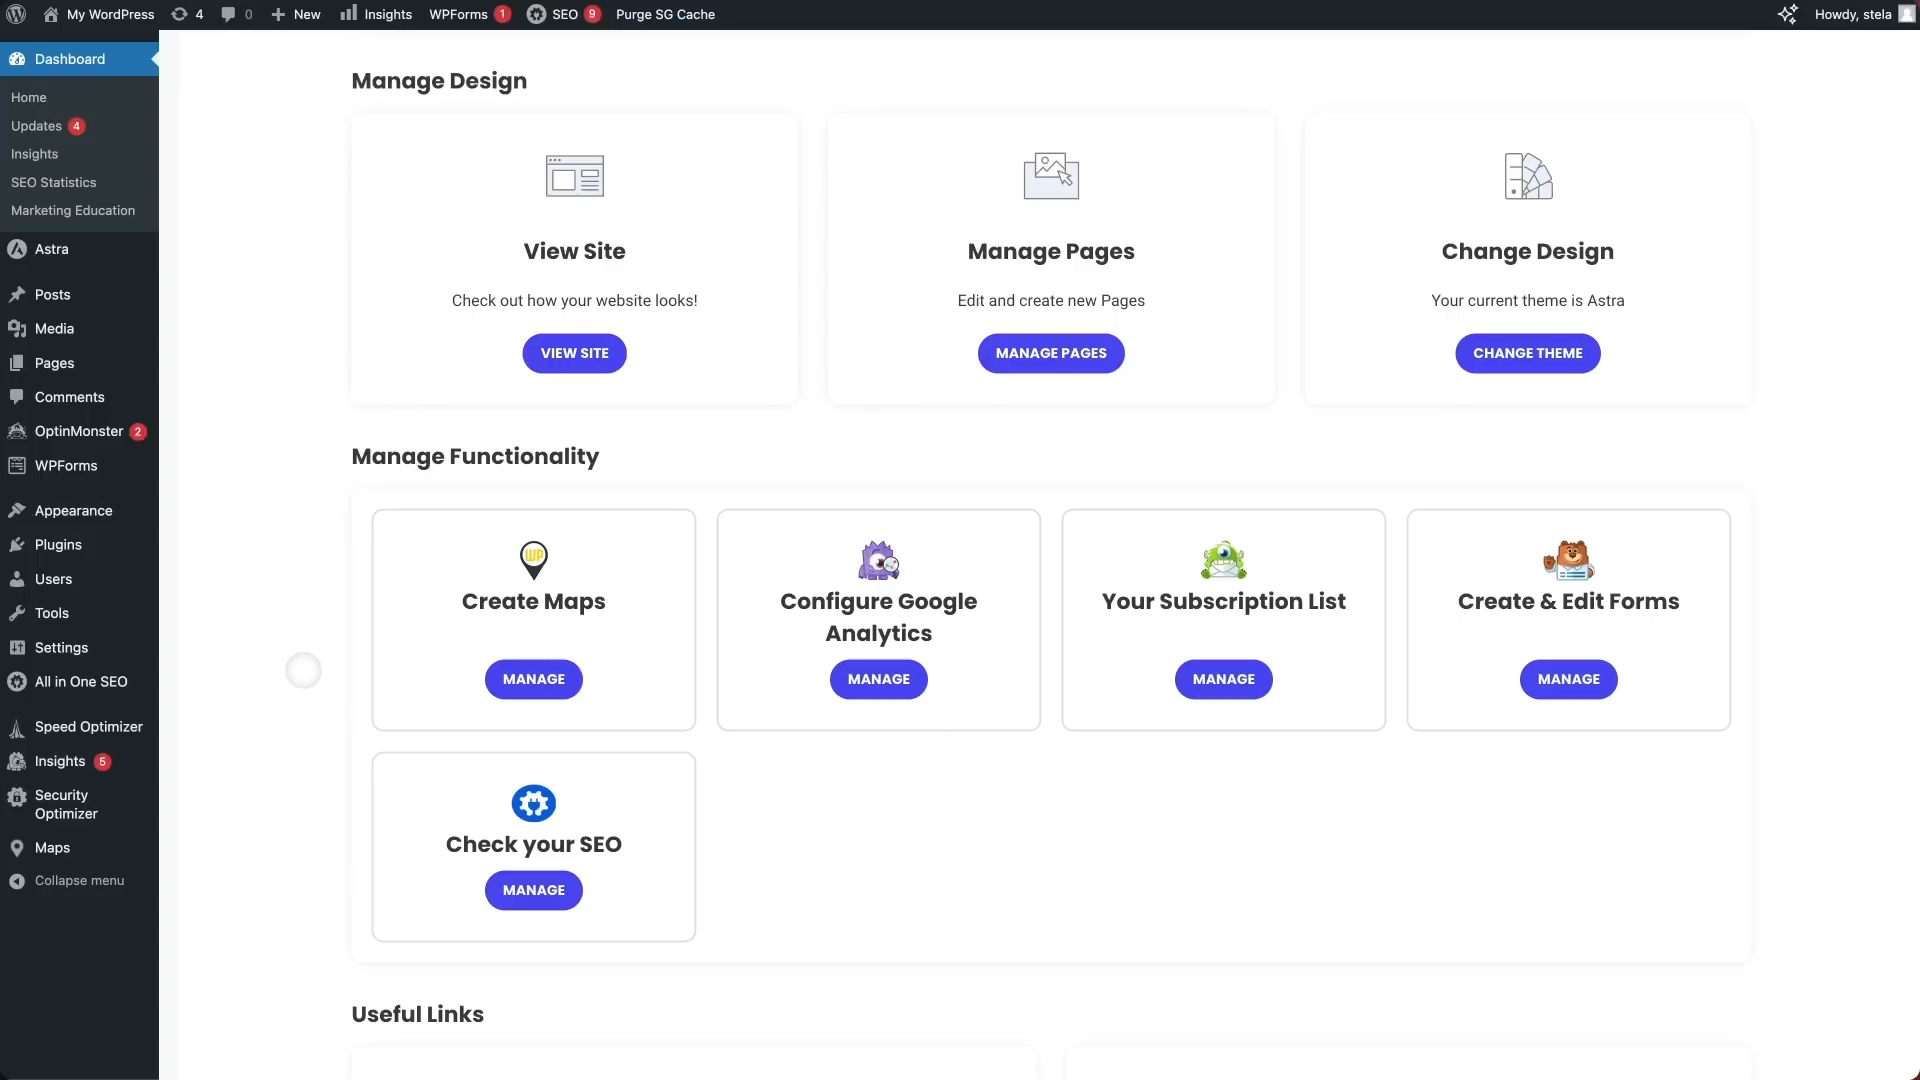 My WordPress 4 0 New Insights WPForms 1 SEO 9 Purge SG Cache Howdy, stela
Dashboard
Home
Updates 4
Insights
SEO Statistics
Marketing Education
Astra
Posts
Media
Pages
Comments
OptinMonster 2
WPForms
Appearance
Plugins
Users
Tools
Settings
All in One SEO
Speed Optimizer
Insights 5
Security
Optimizer
Maps
Collapse menu
Manage Design
View Site
Check out how your website looks!
VIEW SITE
Manage Pages
Edit and create new Pages
MANAGE PAGES
Change Design
Your current theme is Astra
CHANGE THEME
Manage Functionality
WP
Create Maps
MANAGE
Configure Google
Analytics
MANAGE
Your Subscription List
MANAGE
Create & Edit Forms
MANAGE
Check your SEO
MANAGE
Useful Links